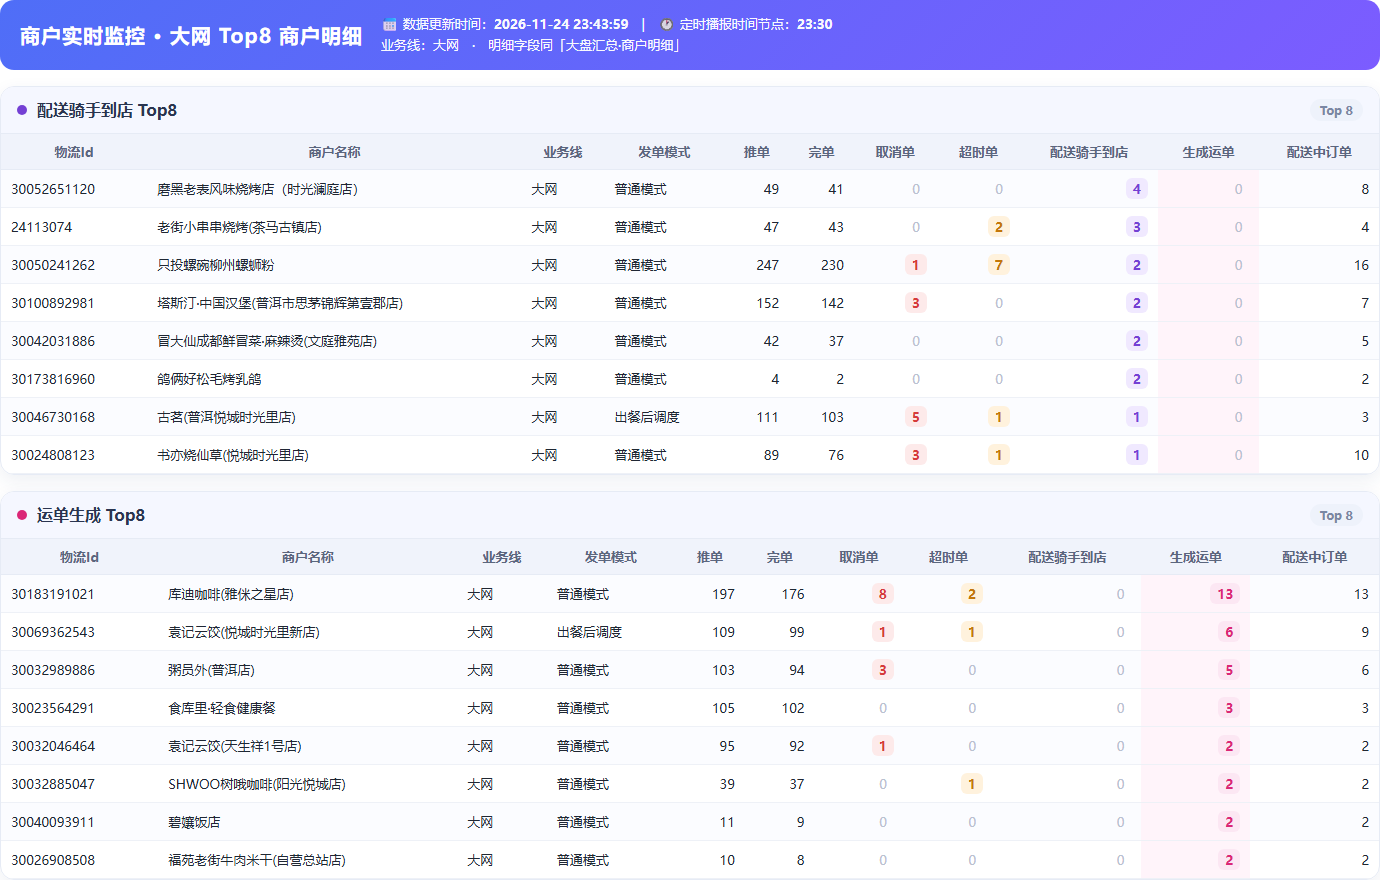 商户实时监控 • 大网 Top8 商户明细
数据更新时间：2026-11-24 23:43:59 | 定时播报时间节点：23:30
业务线：大网 · 明细字段同「大盘汇总·商户明细」
配送骑手到店 Top8 Top 8
物流Id 商户名称 业务线 发单模式 推单 完单 取消单 超时单 配送骑手到店 生成运单 配送中订单
30052651120 磨黑老表风味烧烤店（时光澜庭店） 大网 普通模式 49 41 0 0 4 0 8
24113074 老街小串串烧烤(茶马古镇店) 大网 普通模式 47 43 0 2 3 0 4
30050241262 只投螺碗柳州螺蛳粉 大网 普通模式 247 230 1 7 2 0 16
30100892981 塔斯汀·中国汉堡(普洱市思茅锦辉第壹郡店) 大网 普通模式 152 142 3 0 2 0 7
30042031886 冒大仙成都鲜冒菜·麻辣烫(文庭雅苑店) 大网 普通模式 42 37 0 0 2 0 5
30173816960 鸽俩好松毛烤乳鸽 大网 普通模式 4 2 0 0 2 0 2
30046730168 古茗(普洱悦城时光里店) 大网 出餐后调度 111 103 5 1 1 0 3
30024808123 书亦烧仙草(悦城时光里店) 大网 普通模式 89 76 3 1 1 0 10
运单生成 Top8 Top 8
物流Id 商户名称 业务线 发单模式 推单 完单 取消单 超时单 配送骑手到店 生成运单 配送中订单
30183191021 库迪咖啡(雅侎之星店) 大网 普通模式 197 176 8 2 0 13 13
30069362543 袁记云饺(悦城时光里新店) 大网 出餐后调度 109 99 1 1 0 6 9
30032989886 粥员外(普洱店) 大网 普通模式 103 94 3 0 0 5 6
30023564291 食库里·轻食健康餐 大网 普通模式 105 102 0 0 0 3 3
30032046464 袁记云饺(天生祥1号店) 大网 普通模式 95 92 1 0 0 2 2
30032885047 SHWOO树哦咖啡(阳光悦城店) 大网 普通模式 39 37 0 1 0 2 2
30040093911 碧孃饭店 大网 普通模式 11 9 0 0 0 2 2
30026908508 福苑老街牛肉米干(自营总站店) 大网 普通模式 10 8 0 0 0 2 2